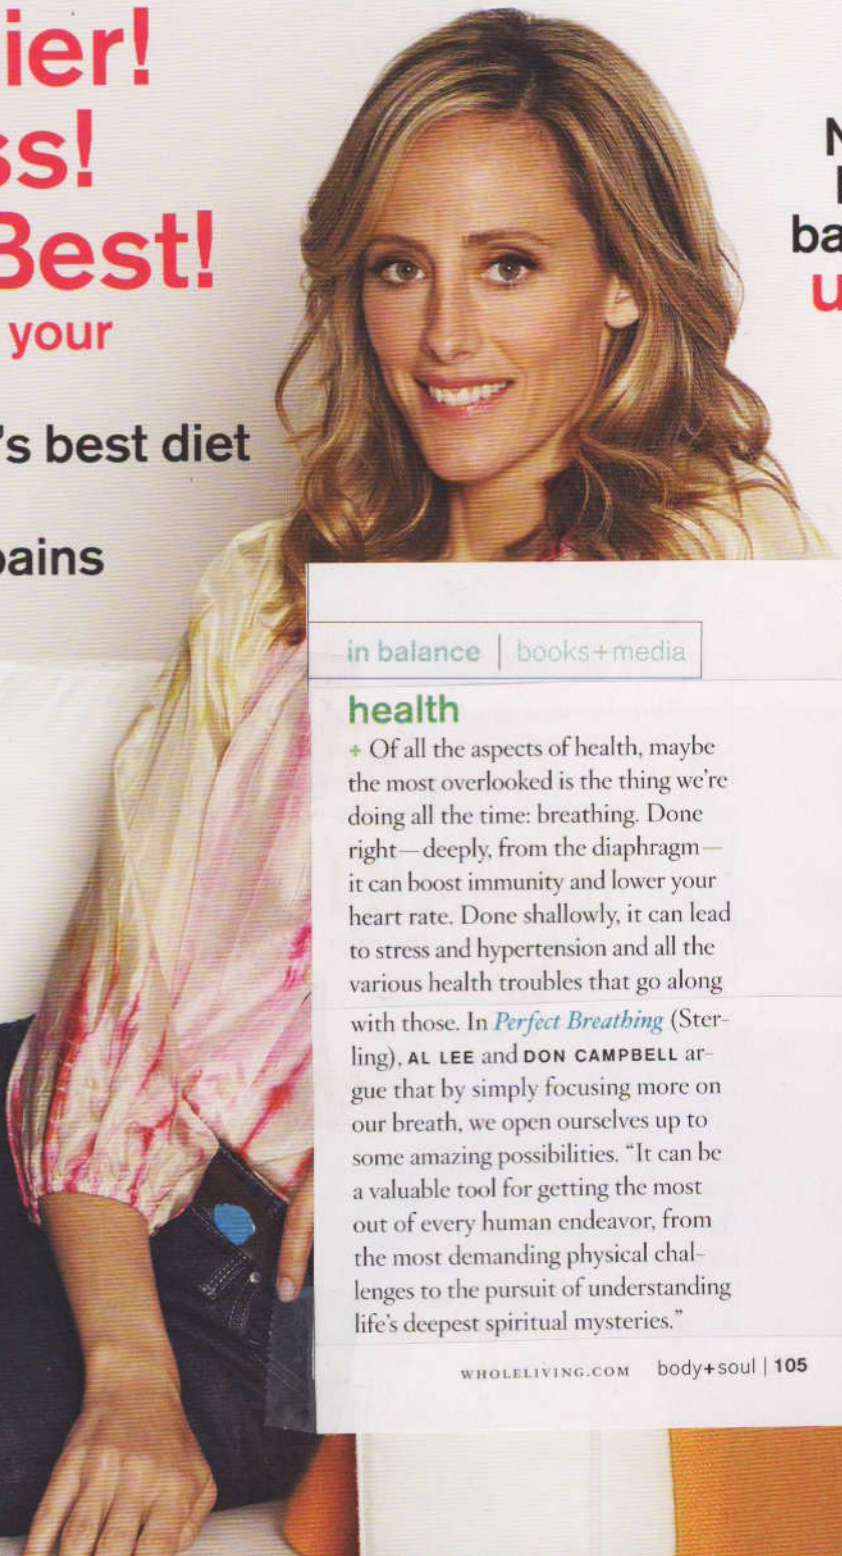 ier!
ss!
Best!
your
's best diet
pains
ba
in balance | books+media
health
+ Of all the aspects of health, maybe
the most overlooked is the thing we're
doing all the time: breathing. Done
right—deeply, from the diaphragm—
it can boost immunity and lower your
heart rate. Done shallowly, it can lead
to stress and hypertension and all the
various health troubles that go along
with those. In Perfect Breathing (Ster-
ling), AL LEE and DON CAMPBELL ar-
gue that by simply focusing more on
our breath, we open ourselves up to
some amazing possibilities. “It can be
a valuable tool for getting the most
out of every human endeavor, from
the most demanding physical chal-
lenges to the pursuit of understanding
life's deepest spiritual mysteries.”
WHOLELIVING.COM body+soul | 105